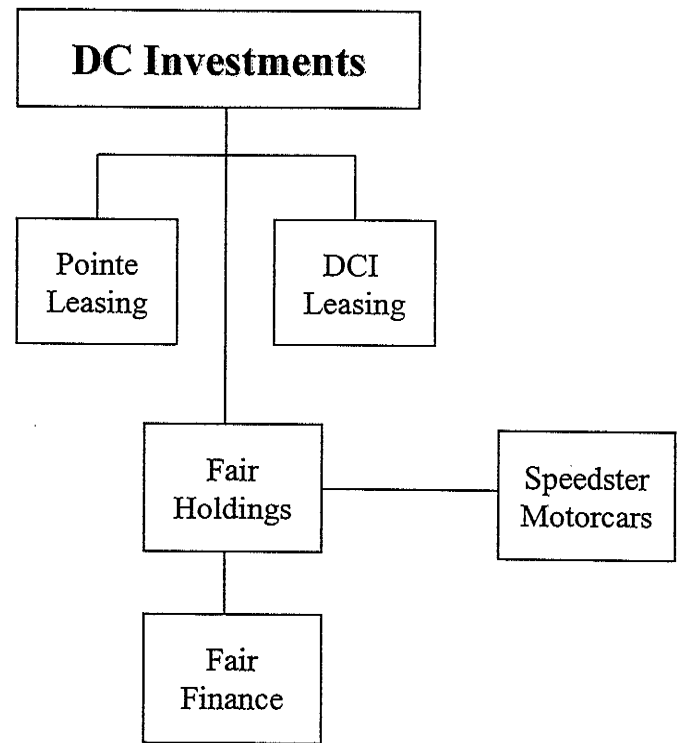 DC Investments
Pointe
Leasing
DCI
Leasing
Fair
Holdings
Speedster
Motorcars
Fair
Finance